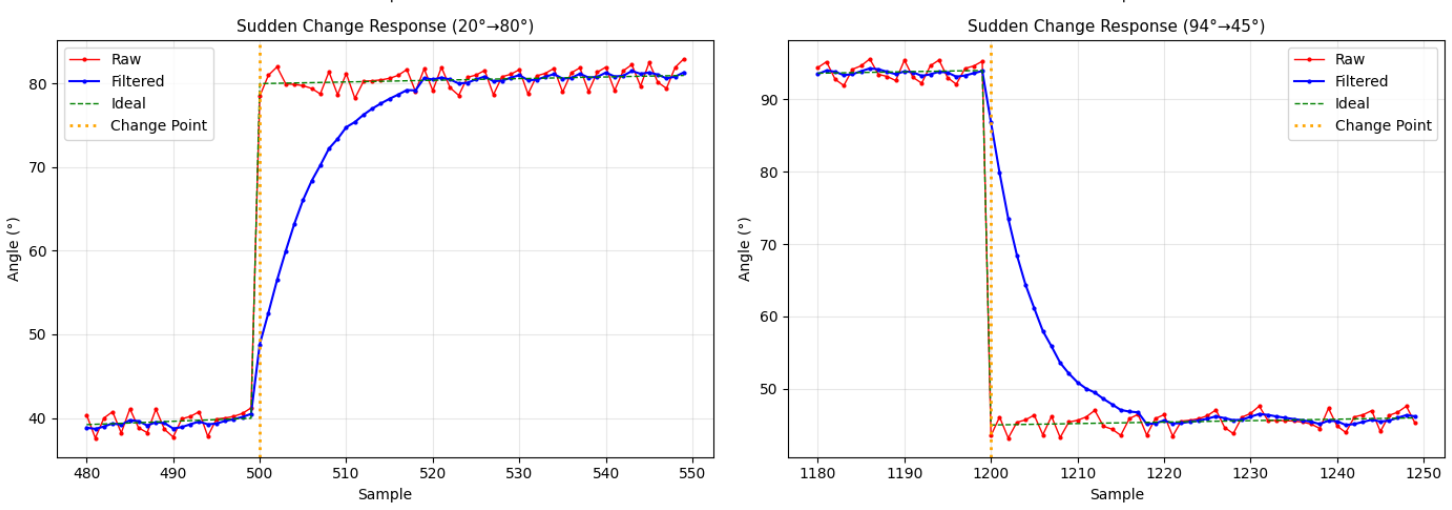 Sudden Change Response (20°→80°)
Raw
Filtered
Ideal
Change Point
Angle (°)
80
70
60
50
40
480 490 500 510 520 530 540 550
Sample
Sudden Change Response (94°→45°)
Raw
Filtered
Ideal
Change Point
Angle (°)
90
80
70
60
50
1180 1190 1200 1210 1220 1230 1240 1250
Sample